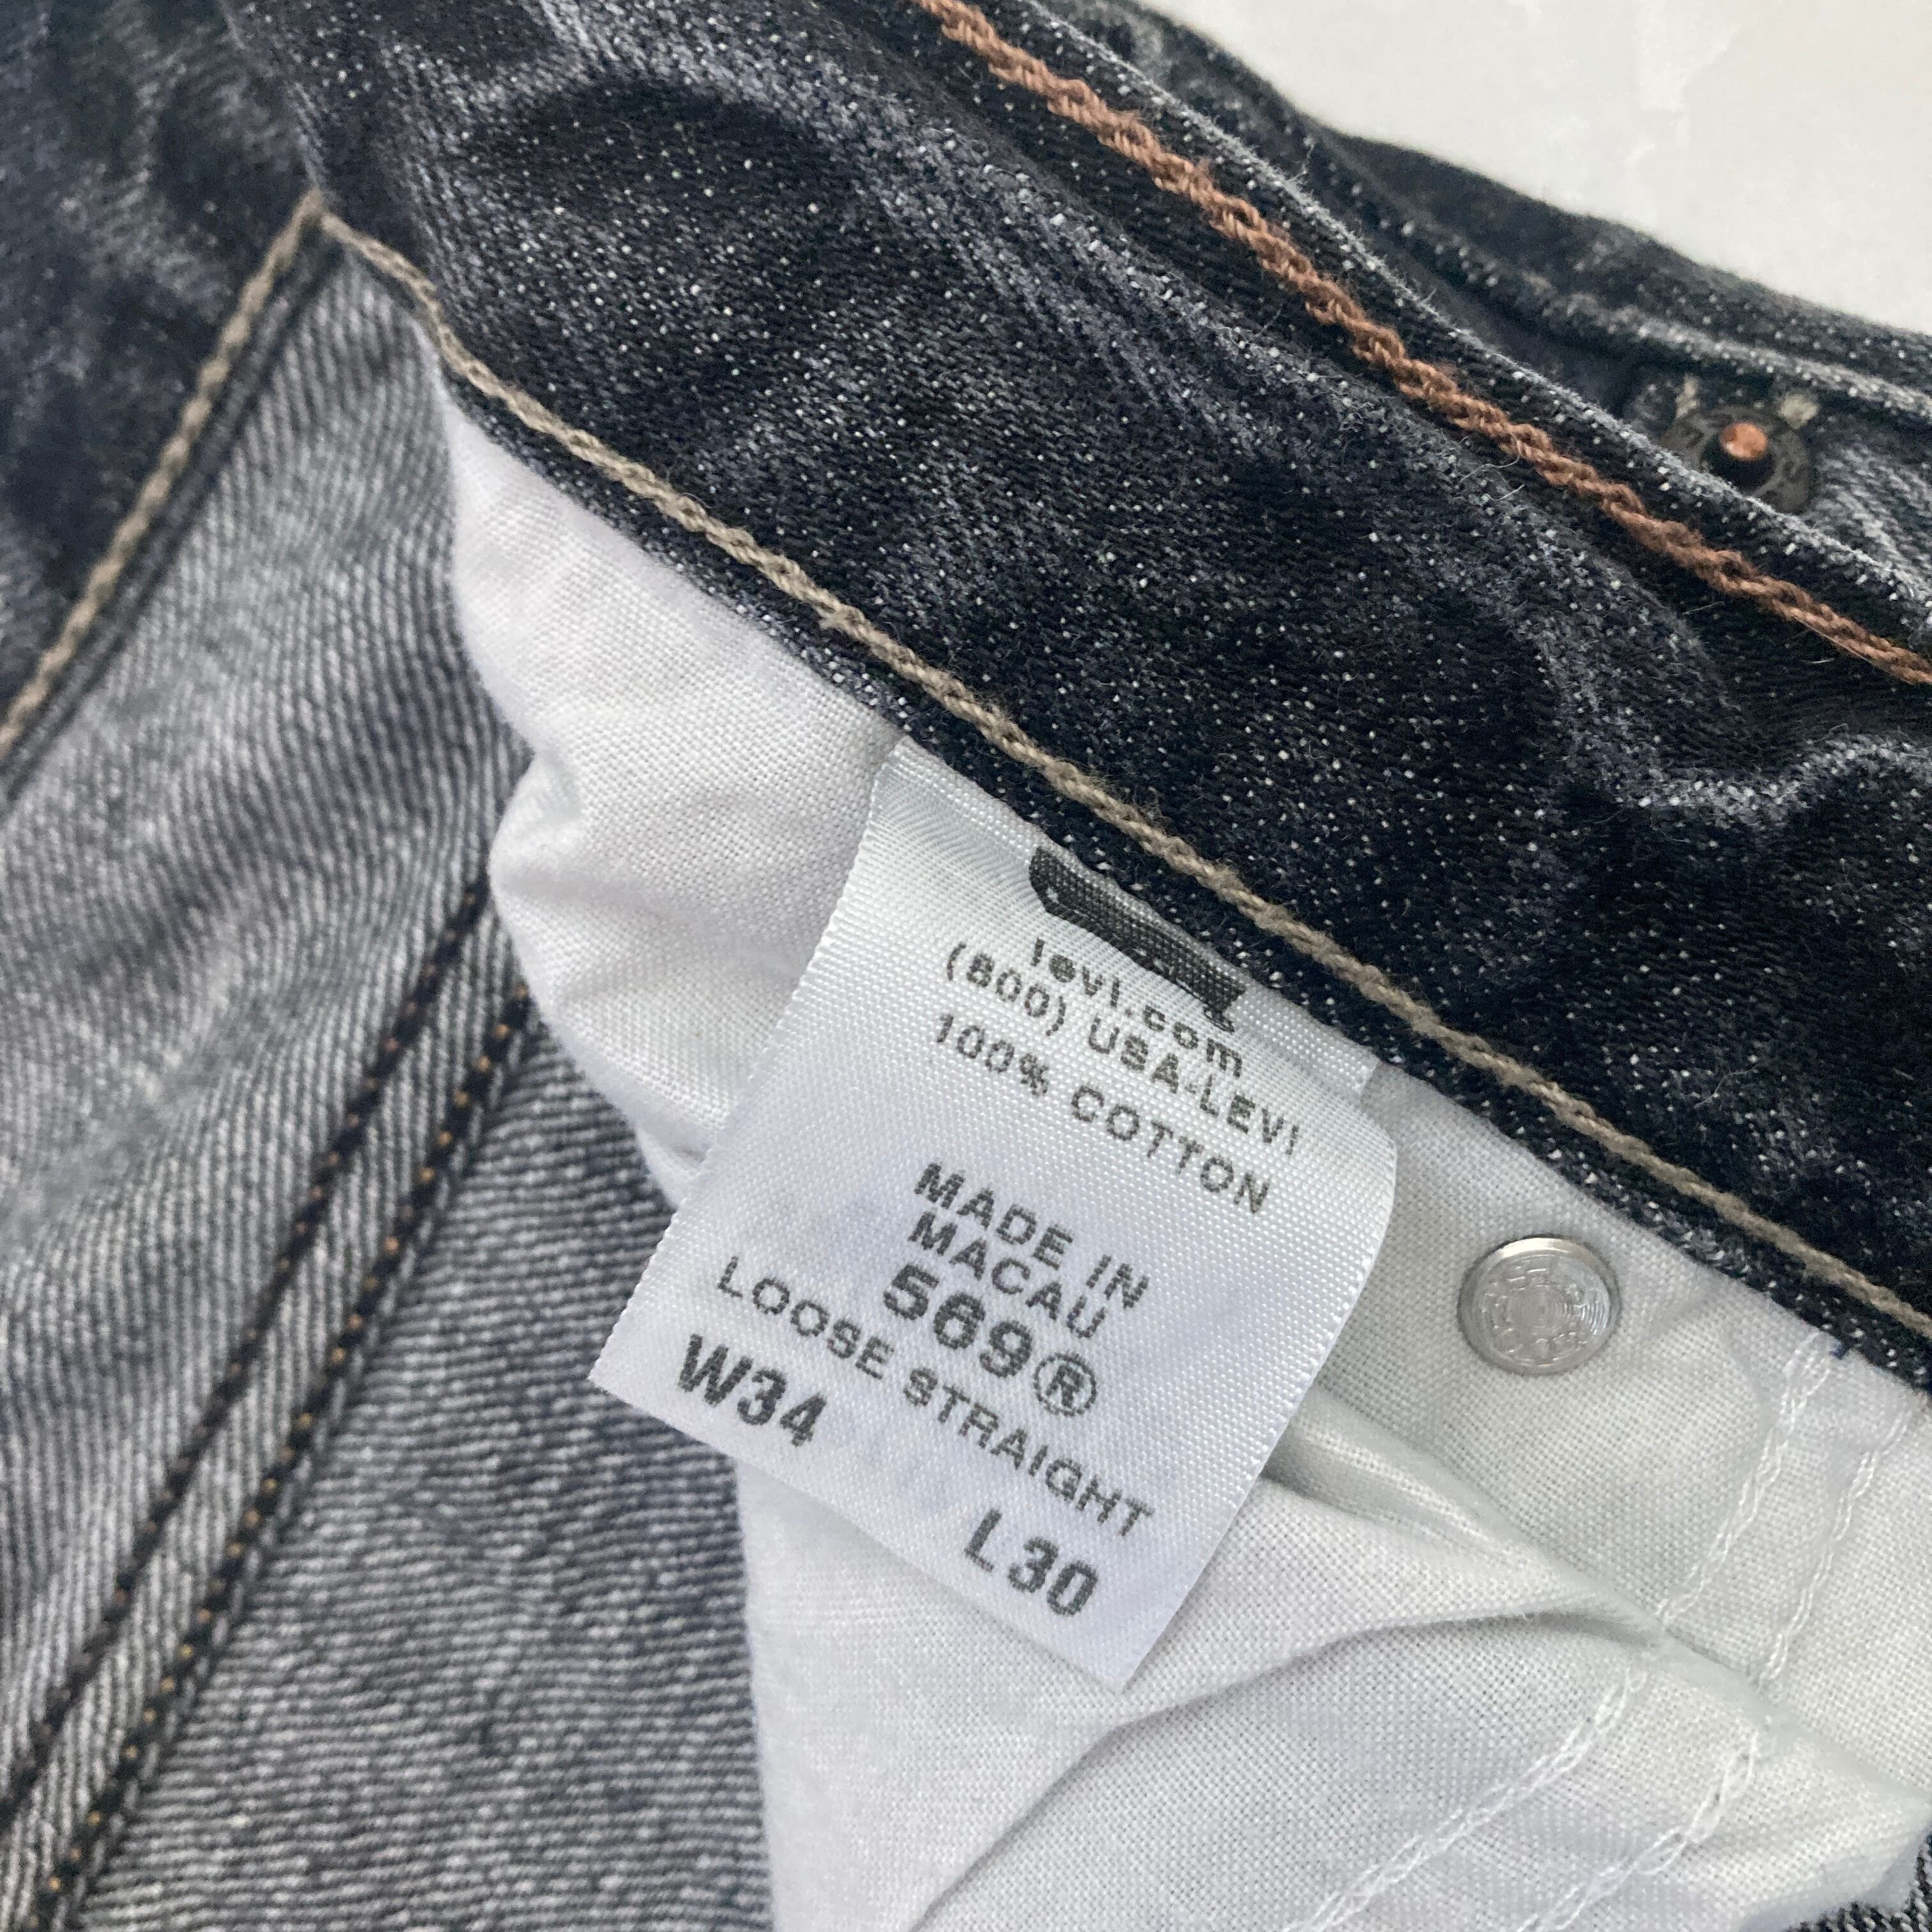 levi.com
(800) USA-LEVI
100% COTTON
MADE IN
MACAU
569®
LOOSE STRAIGHT
W34 L30